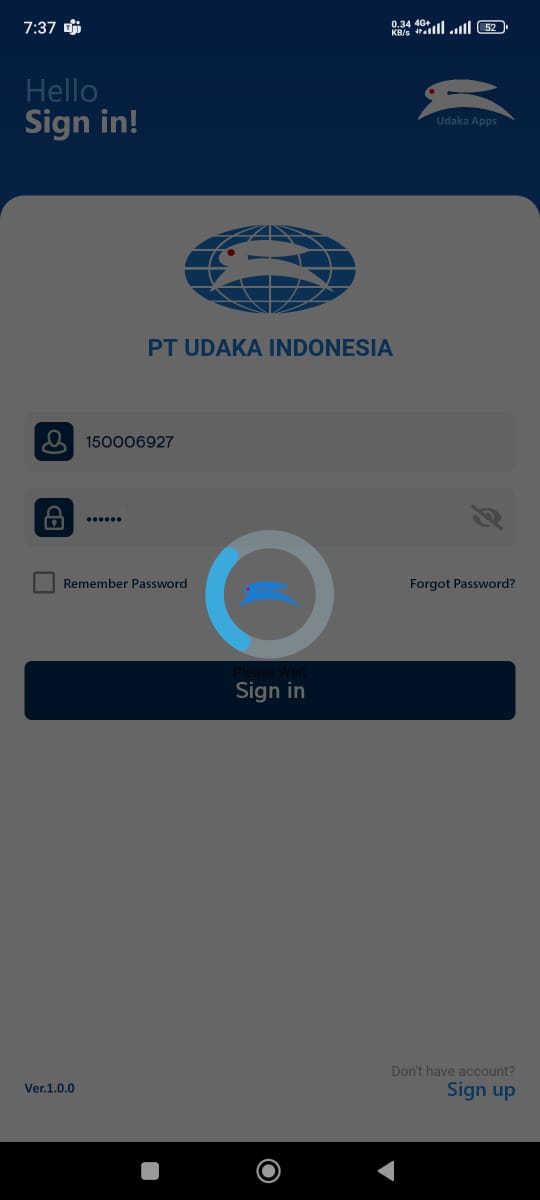 7:37
0.34 KB/s 4G+ 52
Hello
Sign in!
Udaka Apps
PT UDAKA INDONESIA
150006927
••••••
Remember Password
Forgot Password?
Please Wait
Sign in
Don't have account?
Ver.1.0.0
Sign up